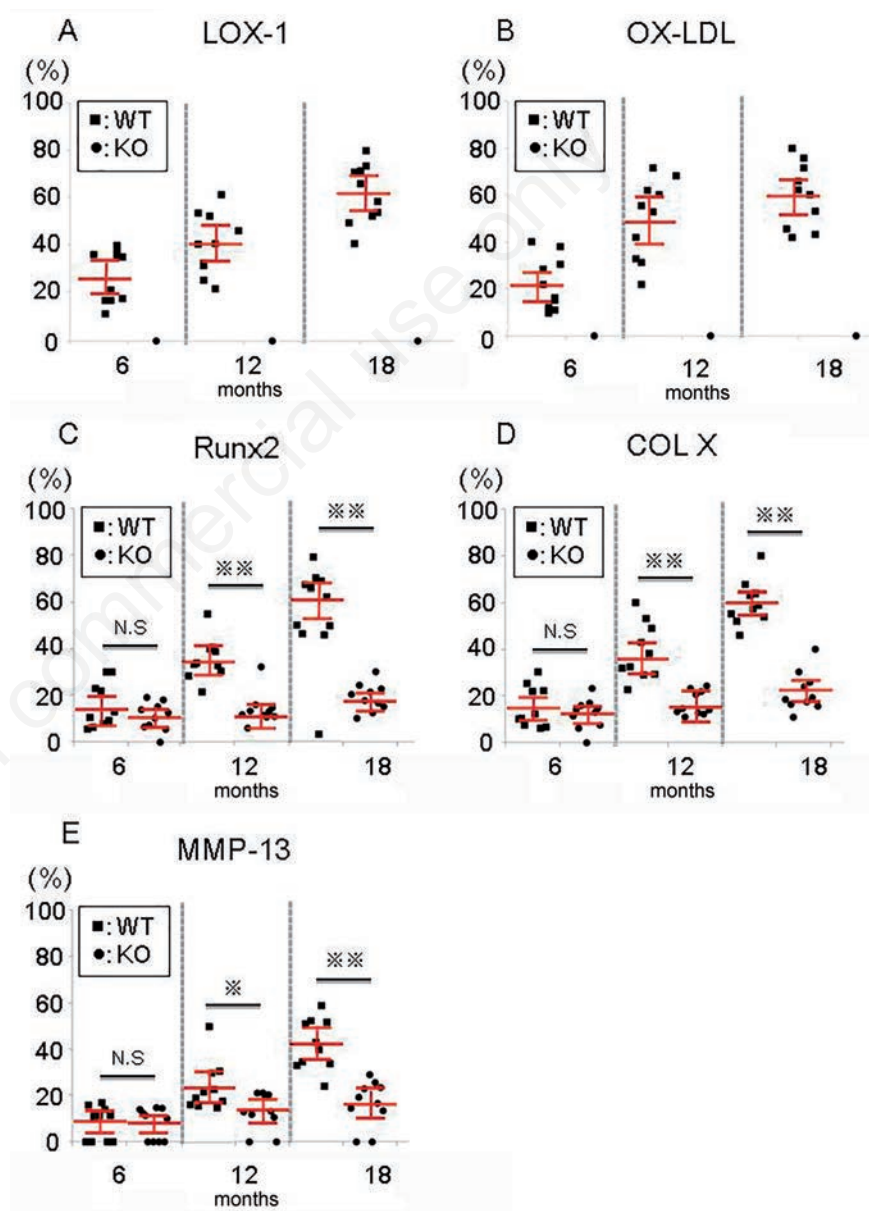 A
LOX-1
(%)
100
80
60
40
20
0
■: WT
●: KO
6
12
18
months
B
OX-LDL
(%)
100
80
60
40
20
0
■: WT
●: KO
6
12
18
months
C
Runx2
(%)
100
80
60
40
20
0
■: WT
●: KO
N.S
※※
※※
6
12
18
months
D
COL X
(%)
100
80
60
40
20
0
■: WT
●: KO
N.S
※※
※※
6
12
18
months
E
MMP-13
(%)
100
80
60
40
20
0
■: WT
●: KO
N.S
※
※※
6
12
18
months
commercial use only